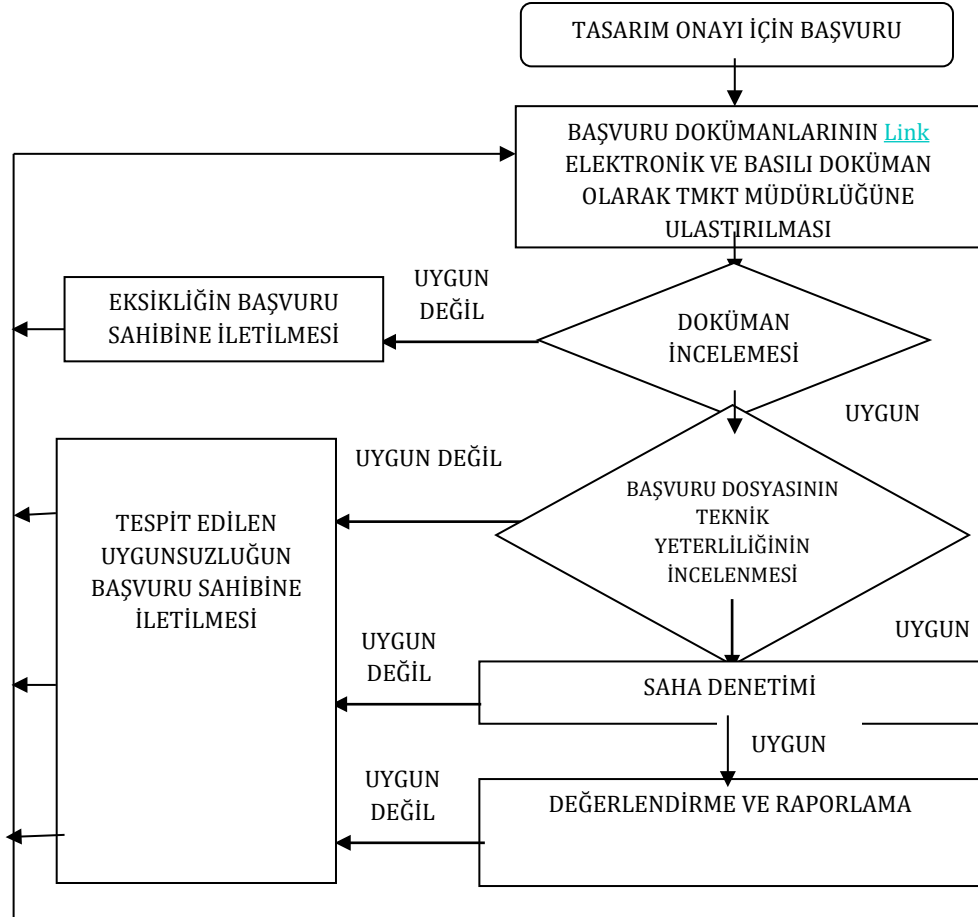 TASARIM ONAYI İÇİN BAŞVURU
BAŞVURU DOKÜMANLARININ Link
ELEKTRONİK VE BASILI DOKÜMAN
OLARAK TMKT MÜDÜRLÜĞÜNE
ULASTIRILMASI
UYGUN
DEĞİL
EKSİKLİĞİN BAŞVURU
SAHİBİNE İLETİLMESİ
DOKÜMAN
İNCELEMESİ
UYGUN
UYGUN DEĞİL
BAŞVURU DOSYASININ
TEKNİK
YETERLİLİĞİNİN
İNCELENMESİ
TESPİT EDİLEN
UYGUNSUZLUĞUN
BAŞVURU SAHİBİNE
İLETİLMESİ
UYGUN
UYGUN
DEĞİL
SAHA DENETİMİ
UYGUN
UYGUN
DEĞİL
DEĞERLENDİRME VE RAPORLAMA